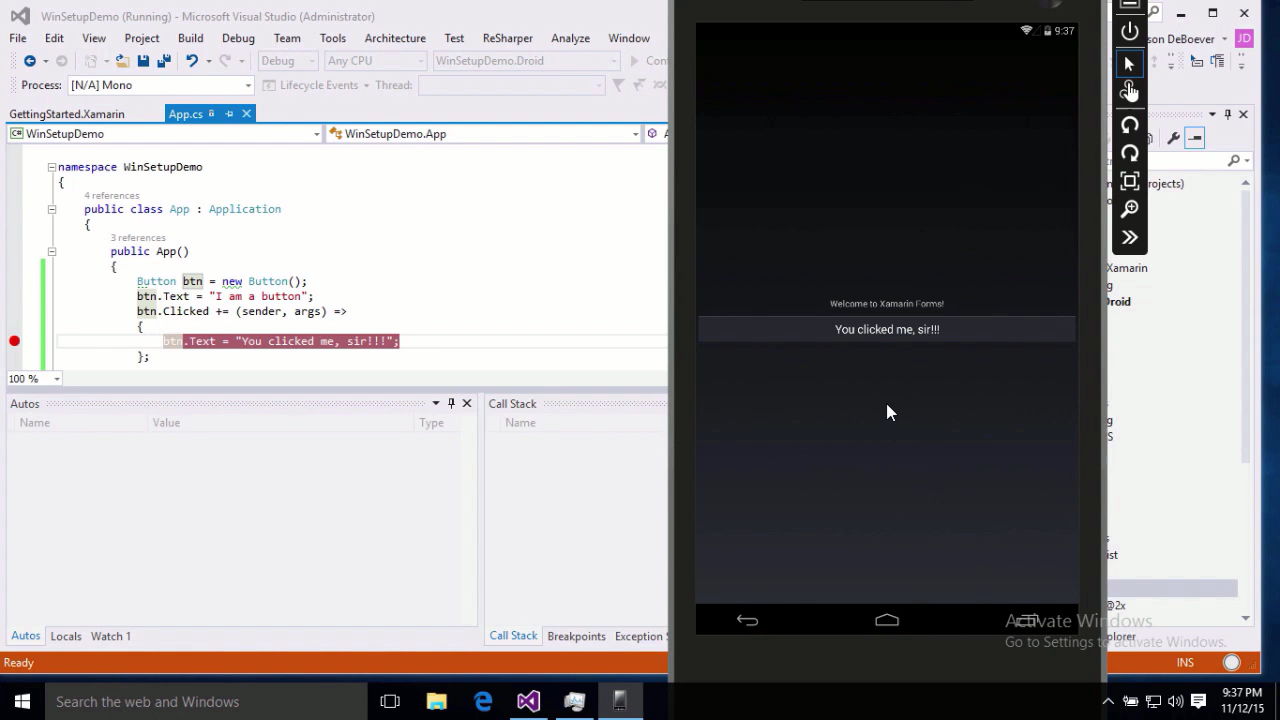 WinSetupDemo (Running) - Microsoft Visual Studio (Administrator)
File Edit View Project Build Debug Team Tools Architecture Test ReSharper Analyze Window
son DeBoever JD
Debug Any CPU WinSetupDemo.Droid
Process: [N/A] Mono Lifecycle Events Thread:
GettingStarted.Xamarin App.cs
WinSetupDemo WinSetupDemo.App
namespace WinSetupDemo
{
4 references
public class App : Application
{
3 references
public App()
{
Button btn = new Button();
btn.Text = "I am a button";
btn.Clicked += (sender, args) =>
{
btn.Text = "You clicked me, sir!!!";
};
100 %
Autos
Name Value Type
Call Stack
Name
Autos Locals Watch 1
Call Stack Breakpoints Exception S
Ready
9:37
Welcome to Xamarin Forms!
You clicked me, sir!!!
rojects)
Xamarin
g
Droid
g
S
s
ist
@2x
plorer
Activate Windows
Go to Settings to activate Windows.
INS
Search the web and Windows
9:37 PM
11/12/15